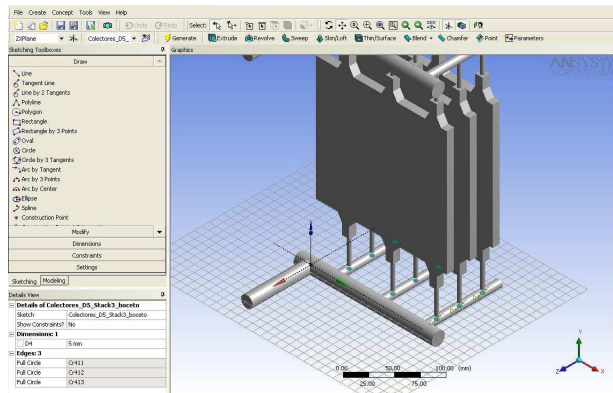 File Create Concept Tools View Help
Undo Redo Select:
ZXPlane Colectores_D5_ Generate Extrude Revolve Sweep Skin/Loft Thin/Surface Blend Chamfer Point Parameters
Sketching Toolboxes
Draw
Line
Tangent Line
Line by 2 Tangents
Polyline
Polygon
Rectangle
Rectangle by 3 Points
Oval
Circle
Circle by 3 Tangents
Arc by Tangent
Arc by 3 Points
Arc by Center
Ellipse
Spline
Construction Point
Modify
Dimensions
Constraints
Settings
Sketching Modeling
Details View
Details of Colectores_D5_Stack3_boceto
Sketch Colectores_D5_Stack3_boceto
Show Constraints? No
Dimensions: 1
D4 5 mm
Edges: 3
Full Circle Cr411
Full Circle Cr412
Full Circle Cr413
Graphics
ANSYS
WORKBENCH
0.00 50.00 100.00 (mm)
25.00 75.00
Y
Z
X